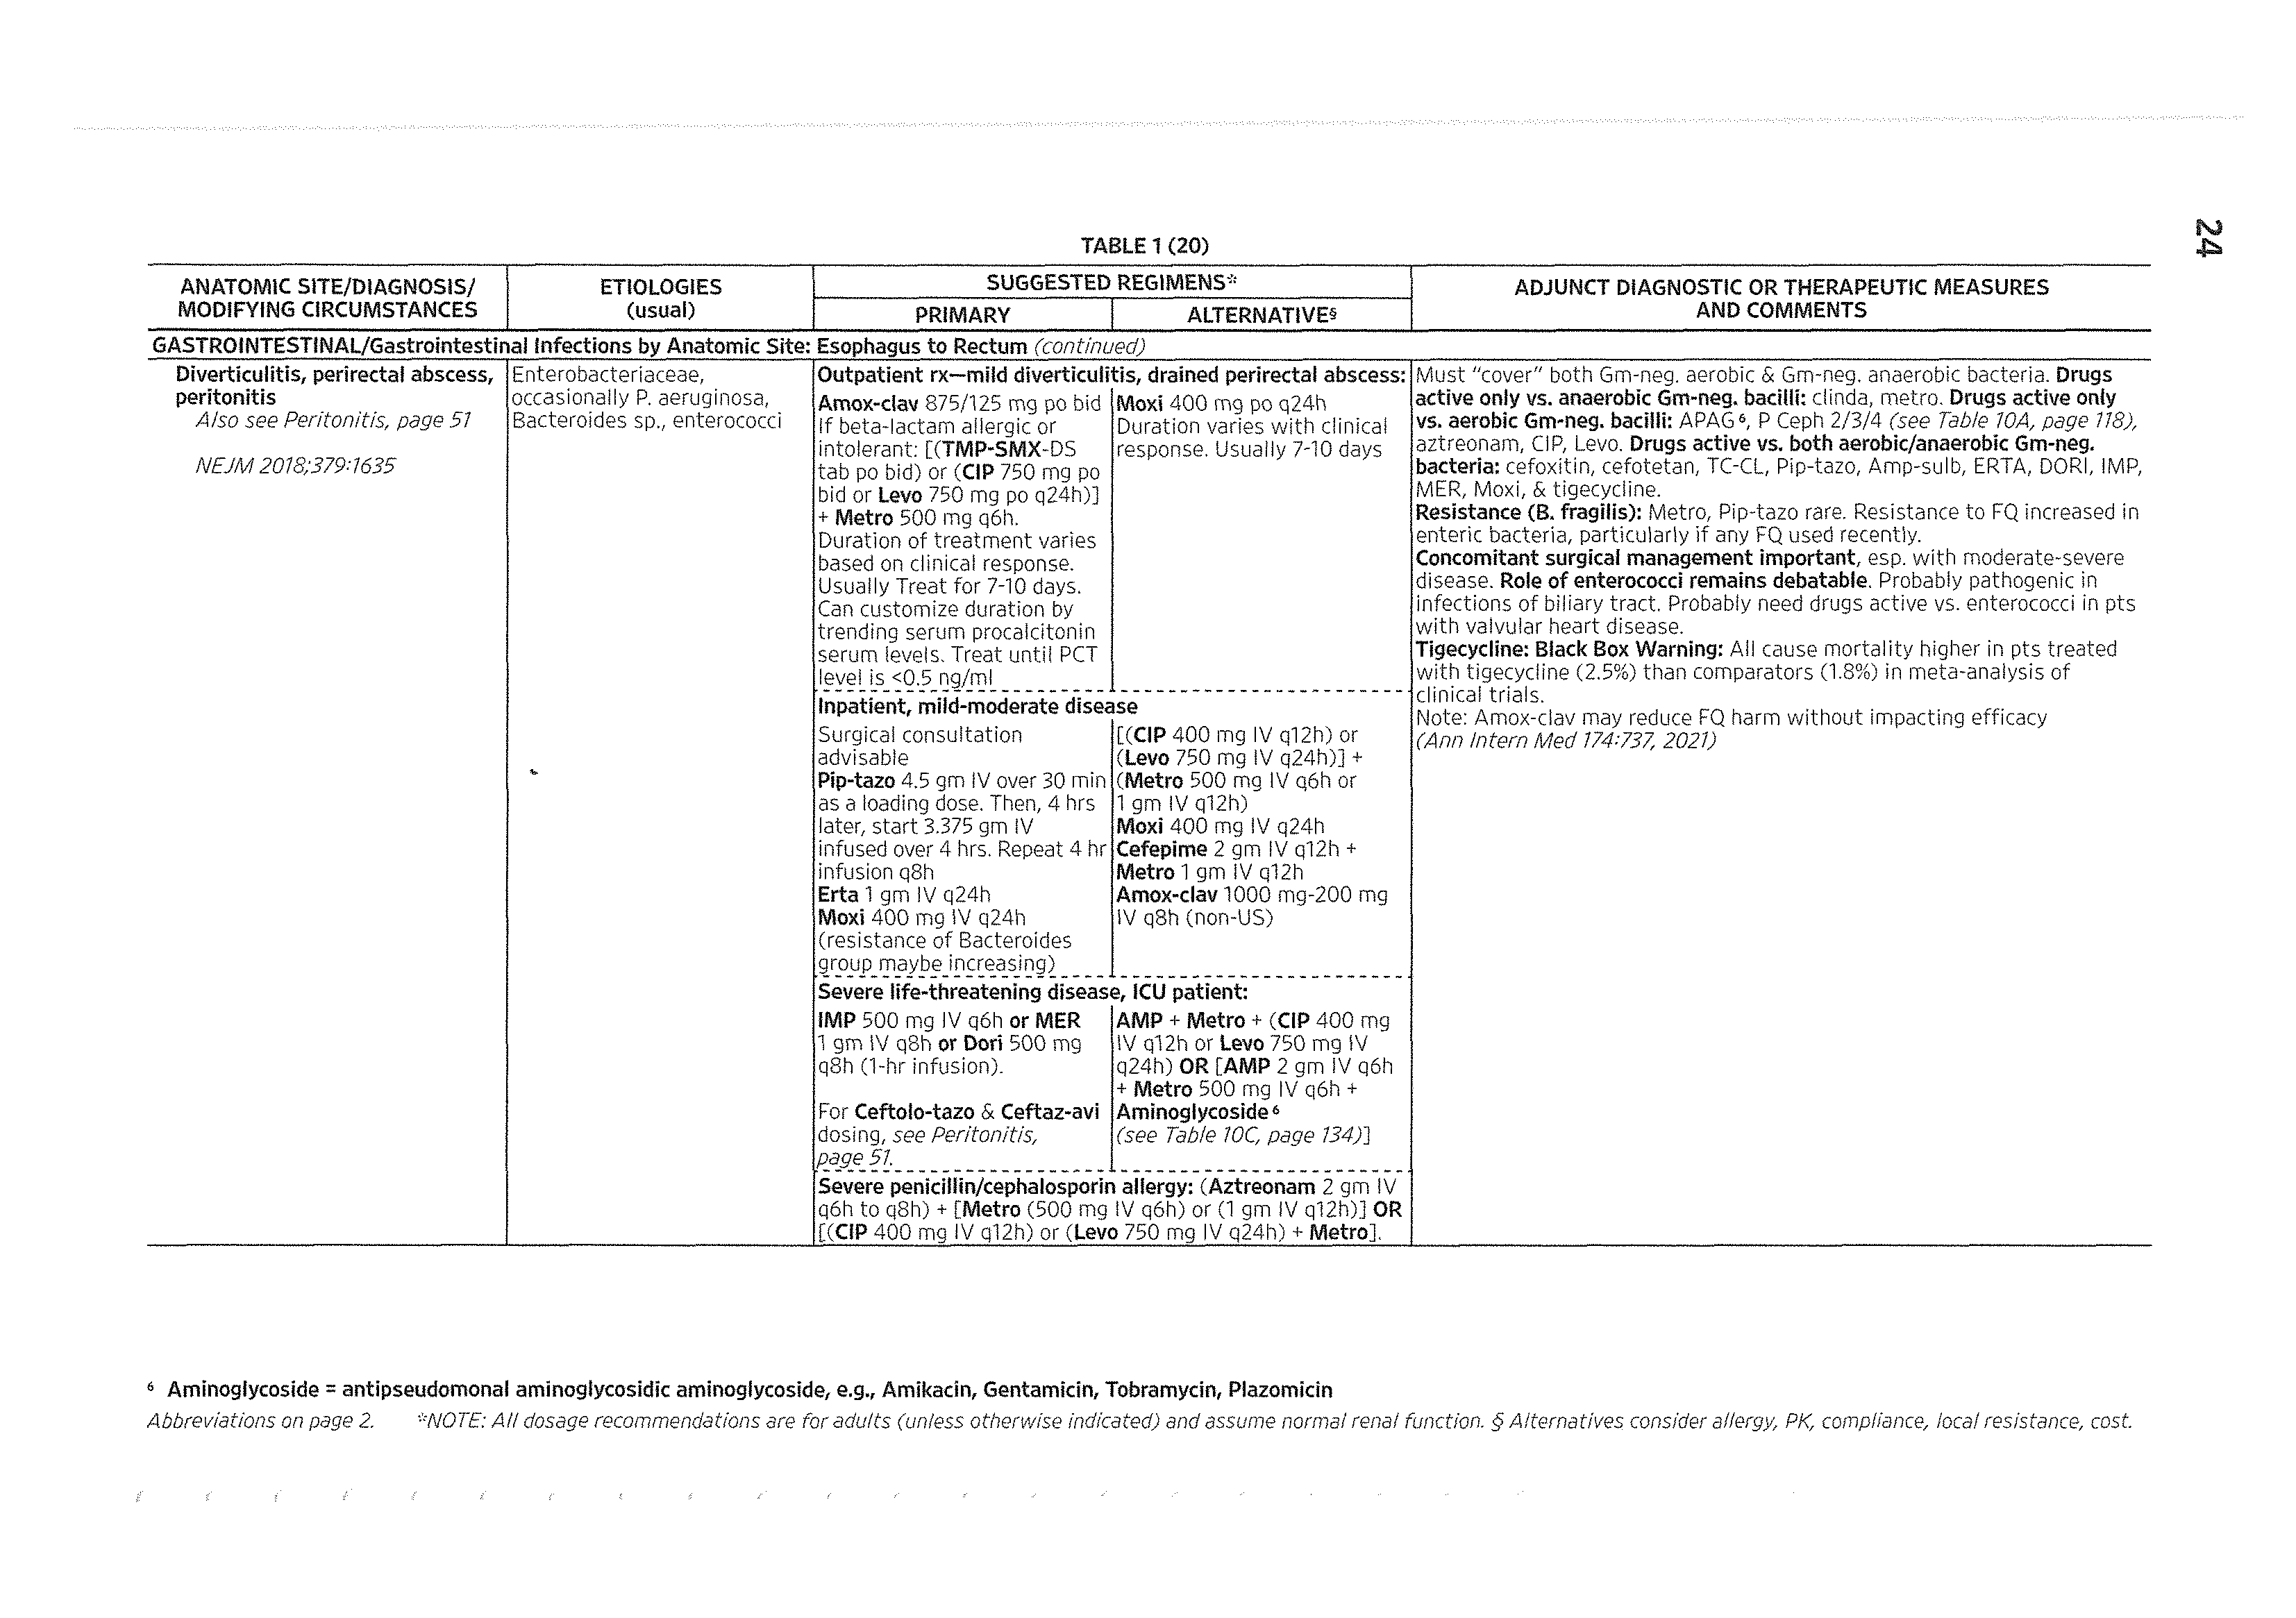 24
TABLE 1 (20)
ANATOMIC SITE/DIAGNOSIS/
MODIFYING CIRCUMSTANCES
ETIOLOGIES
(usual)
SUGGESTED REGIMENS*
PRIMARY
ALTERNATIVE§
ADJUNCT DIAGNOSTIC OR THERAPEUTIC MEASURES
AND COMMENTS
GASTROINTESTINAL/Gastrointestinal Infections by Anatomic Site: Esophagus to Rectum (continued)
Diverticulitis, perirectal abscess,
peritonitis
Also see Peritonitis, page 51
NEJM 2018;379:1635
Enterobacteriaceae,
occasionally P. aeruginosa,
Bacteroides sp., enterococci
Outpatient rx—mild diverticulitis, drained perirectal abscess:
Amox-clav 875/125 mg po bid
If beta-lactam allergic or
intolerant: [(TMP-SMX-DS
tab po bid) or (CIP 750 mg po
bid or Levo 750 mg po q24h)]
+ Metro 500 mg q6h.
Duration of treatment varies
based on clinical response.
Usually Treat for 7-10 days.
Can customize duration by
trending serum procalcitonin
serum levels. Treat until PCT
level is <0.5 ng/ml
Moxi 400 mg po q24h
Duration varies with clinical
response. Usually 7-10 days
Inpatient, mild-moderate disease
Surgical consultation
advisable
Pip-tazo 4.5 gm IV over 30 min
as a loading dose. Then, 4 hrs
later, start 3.375 gm IV
infused over 4 hrs. Repeat 4 hr
infusion q8h
Erta 1 gm IV q24h
Moxi 400 mg IV q24h
(resistance of Bacteroides
group maybe increasing)
[(CIP 400 mg IV q12h) or
(Levo 750 mg IV q24h)] +
(Metro 500 mg IV q6h or
1 gm IV q12h)
Moxi 400 mg IV q24h
Cefepime 2 gm IV q12h +
Metro 1 gm IV q12h
Amox-clav 1000 mg-200 mg
IV q8h (non-US)
Severe life-threatening disease, ICU patient:
IMP 500 mg IV q6h or MER
1 gm IV q8h or Dori 500 mg
q8h (1-hr infusion).
For Ceftolo-tazo & Ceftaz-avi
dosing, see Peritonitis,
page 51.
AMP + Metro + (CIP 400 mg
IV q12h or Levo 750 mg IV
q24h) OR [AMP 2 gm IV q6h
+ Metro 500 mg IV q6h +
Aminoglycoside⁶
(see Table 10C, page 134)]
Severe penicillin/cephalosporin allergy: (Aztreonam 2 gm IV
q6h to q8h) + [Metro (500 mg IV q6h) or (1 gm IV q12h)] OR
[(CIP 400 mg IV q12h) or (Levo 750 mg IV q24h) + Metro].
Must "cover" both Gm-neg. aerobic & Gm-neg. anaerobic bacteria. Drugs
active only vs. anaerobic Gm-neg. bacilli: clinda, metro. Drugs active only
vs. aerobic Gm-neg. bacilli: APAG⁶, P Ceph 2/3/4 (see Table 10A, page 118),
aztreonam, CIP, Levo. Drugs active vs. both aerobic/anaerobic Gm-neg.
bacteria: cefoxitin, cefotetan, TC-CL, Pip-tazo, Amp-sulb, ERTA, DORI, IMP,
MER, Moxi, & tigecycline.
Resistance (B. fragilis): Metro, Pip-tazo rare. Resistance to FQ increased in
enteric bacteria, particularly if any FQ used recently.
Concomitant surgical management important, esp. with moderate-severe
disease. Role of enterococci remains debatable. Probably pathogenic in
infections of biliary tract. Probably need drugs active vs. enterococci in pts
with valvular heart disease.
Tigecycline: Black Box Warning: All cause mortality higher in pts treated
with tigecycline (2.5%) than comparators (1.8%) in meta-analysis of
clinical trials.
Note: Amox-clav may reduce FQ harm without impacting efficacy
(Ann Intern Med 174:737, 2021)
⁶ Aminoglycoside = antipseudomonal aminoglycosidic aminoglycoside, e.g., Amikacin, Gentamicin, Tobramycin, Plazomicin
Abbreviations on page 2. *NOTE: All dosage recommendations are for adults (unless otherwise indicated) and assume normal renal function. § Alternatives consider allergy, PK, compliance, local resistance, cost.